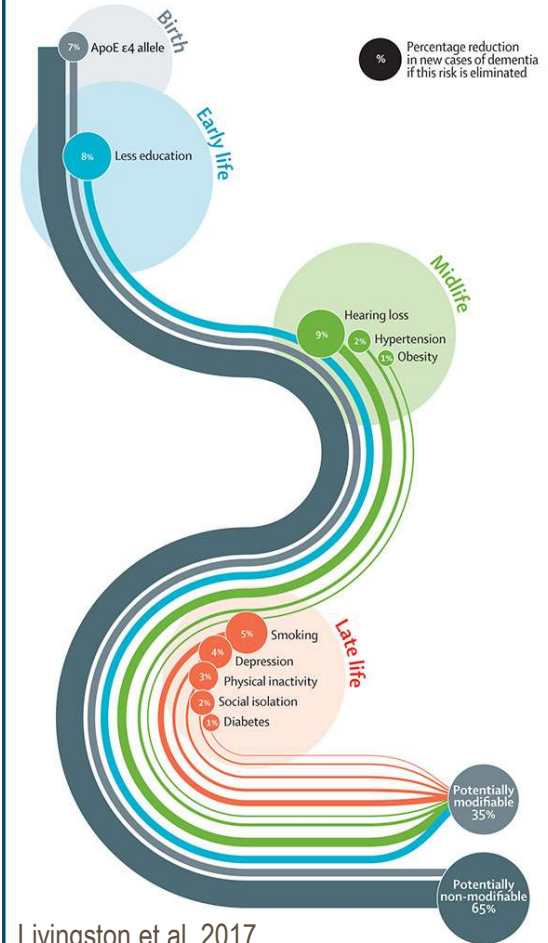 Birth
7% ApoE ε4 allele
%
Percentage reduction
in new cases of dementia
if this risk is eliminated
Early life
8% Less education
Midlife
9% Hearing loss
2% Hypertension
1% Obesity
Late life
5% Smoking
4% Depression
3% Physical inactivity
2% Social isolation
1% Diabetes
Potentially
modifiable
35%
Potentially
non-modifiable
65%
Livingston et al. 2017